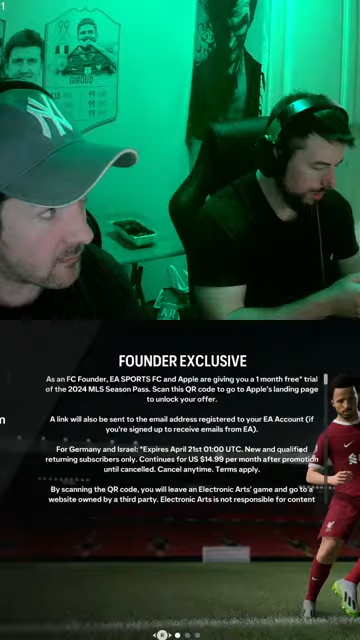 1
99
GIROUD
99
99
99
NY
FOUNDER EXCLUSIVE
As an FC Founder, EA SPORTS FC and Apple are giving you a 1 month free* trial
of the 2024 MLS Season Pass. Scan this QR code to go to Apple's landing page
to unlock your offer.
A link will also be sent to the email address registered to your EA Account (if
you're signed up to receive emails from EA).
For Germany and Israel: *Expires April 21st 01:00 UTC. New and qualified
returning subscribers only. Continues for US $14.99 per month after promotion
until cancelled. Cancel anytime. Terms apply.
By scanning the QR code, you will leave an Electronic Arts' game and go to a
website owned by a third party. Electronic Arts is not responsible for content